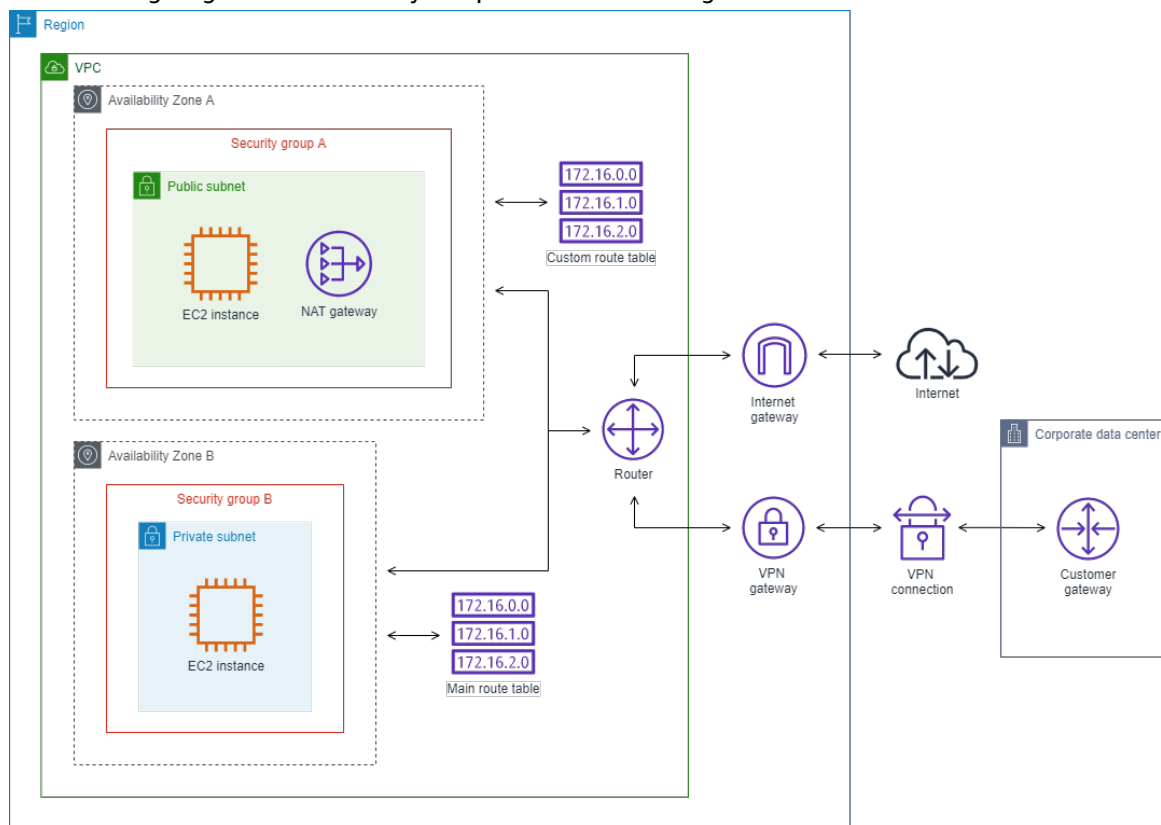 Region
VPC
Availability Zone A
Security group A
Public subnet
EC2 instance
NAT gateway
172.16.0.0
172.16.1.0
172.16.2.0
Custom route table
Internet
gateway
Internet
Router
Corporate data center
Availability Zone B
Security group B
Private subnet
EC2 instance
172.16.0.0
172.16.1.0
172.16.2.0
Main route table
VPN
gateway
VPN
connection
Customer
gateway